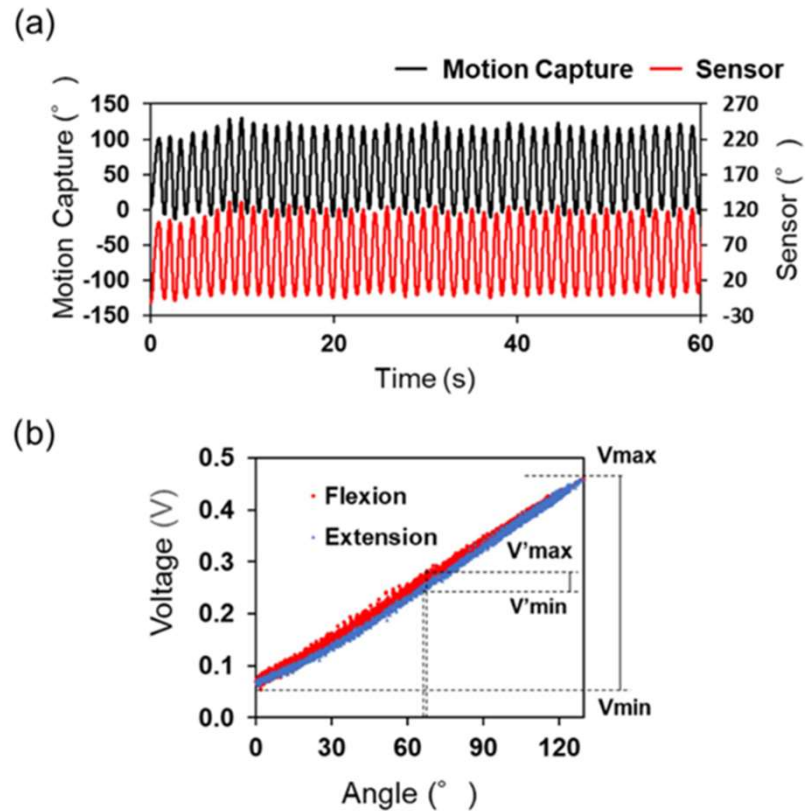 (a)
Motion Capture Sensor
Motion Capture (°)
150
100
50
0
-50
-100
-150
270
220
170
120
70
20
-30
Sensor (°)
0 20 40 60
Time (s)
(b)
Voltage (V)
0.5
0.4
0.3
0.2
0.1
0.0
Flexion
Extension
Vmax
V'max
V'min
Vmin
0 30 60 90 120
Angle (°)